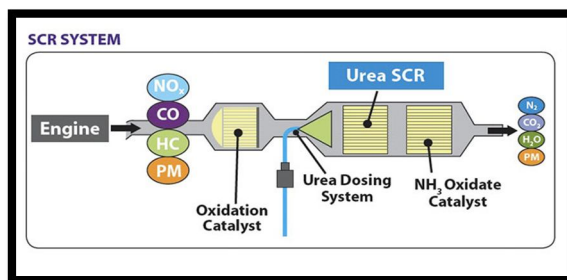 SCR SYSTEM
Urea SCR
NOx
CO
HC
PM
Engine
N₂
CO₂
H₂O
PM
Oxidation
Catalyst
Urea Dosing
System
NH₃ Oxidate
Catalyst